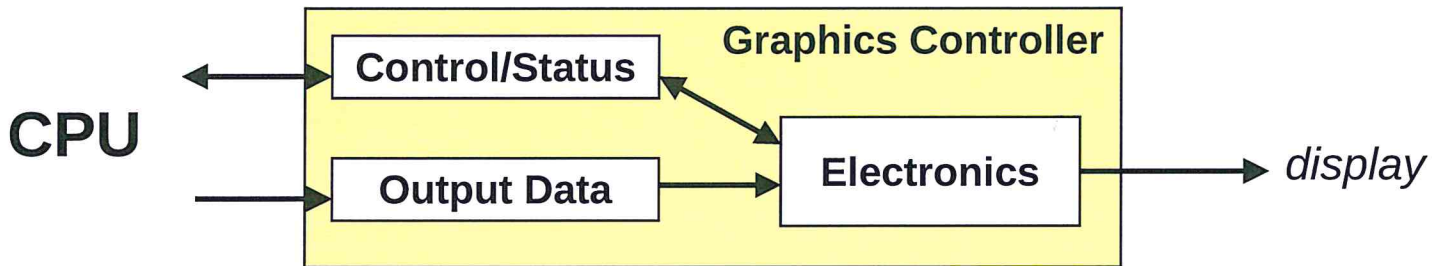 Graphics Controller
Control/Status
CPU
Output Data
Electronics
display